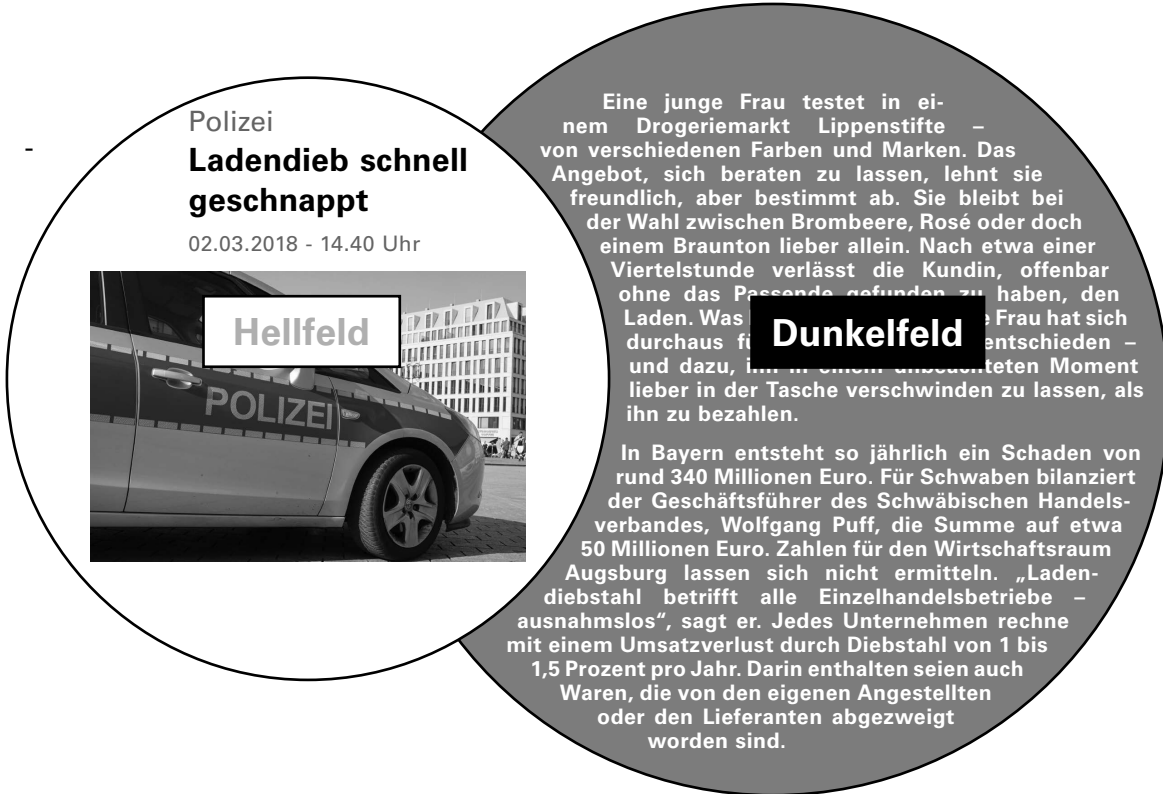 -
Polizei
Ladendieb schnell
geschnappt
02.03.2018 - 14.40 Uhr
Hellfeld
POLIZEI
Eine junge Frau testet in ei-
nem Drogeriemarkt Lippenstifte –
von verschiedenen Farben und Marken. Das
Angebot, sich beraten zu lassen, lehnt sie
freundlich, aber bestimmt ab. Sie bleibt bei
der Wahl zwischen Brombeere, Rosé oder doch
einem Braunton lieber allein. Nach etwa einer
Viertelstunde verlässt die Kundin, offenbar
ohne das Passende gefunden zu haben, den
Laden. Was Frau hat sich
durchaus entschieden –
und dazu, Moment
lieber in der Tasche verschwinden zu lassen, als
ihn zu bezahlen.
Dunkelfeld
In Bayern entsteht so jährlich ein Schaden von
rund 340 Millionen Euro. Für Schwaben bilanziert
der Geschäftsführer des Schwäbischen Handels-
verbandes, Wolfgang Puff, die Summe auf etwa
50 Millionen Euro. Zahlen für den Wirtschaftsraum
Augsburg lassen sich nicht ermitteln. „Laden-
diebstahl betrifft alle Einzelhandelsbetriebe –
ausnahmslos“, sagt er. Jedes Unternehmen rechne
mit einem Umsatzverlust durch Diebstahl von 1 bis
1,5 Prozent pro Jahr. Darin enthalten seien auch
Waren, die von den eigenen Angestellten
oder den Lieferanten abgezweigt
worden sind.